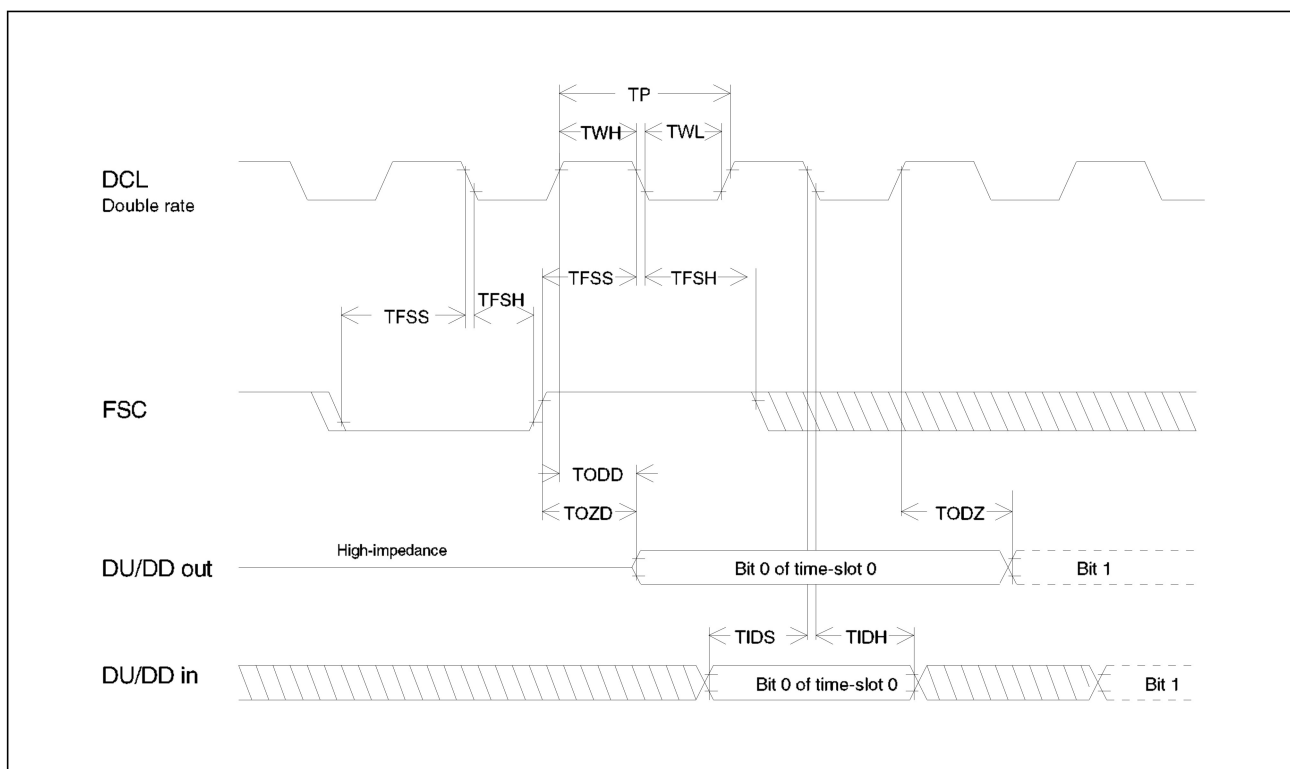 TP
TWH TWL
DCL
Double rate
TFSS TFSH
TFSS TFSH
FSC
TODD
TOZD TODZ
High-impedance
DU/DD out Bit 0 of time-slot 0 Bit 1
TIDS TIDH
DU/DD in Bit 0 of time-slot 0 Bit 1